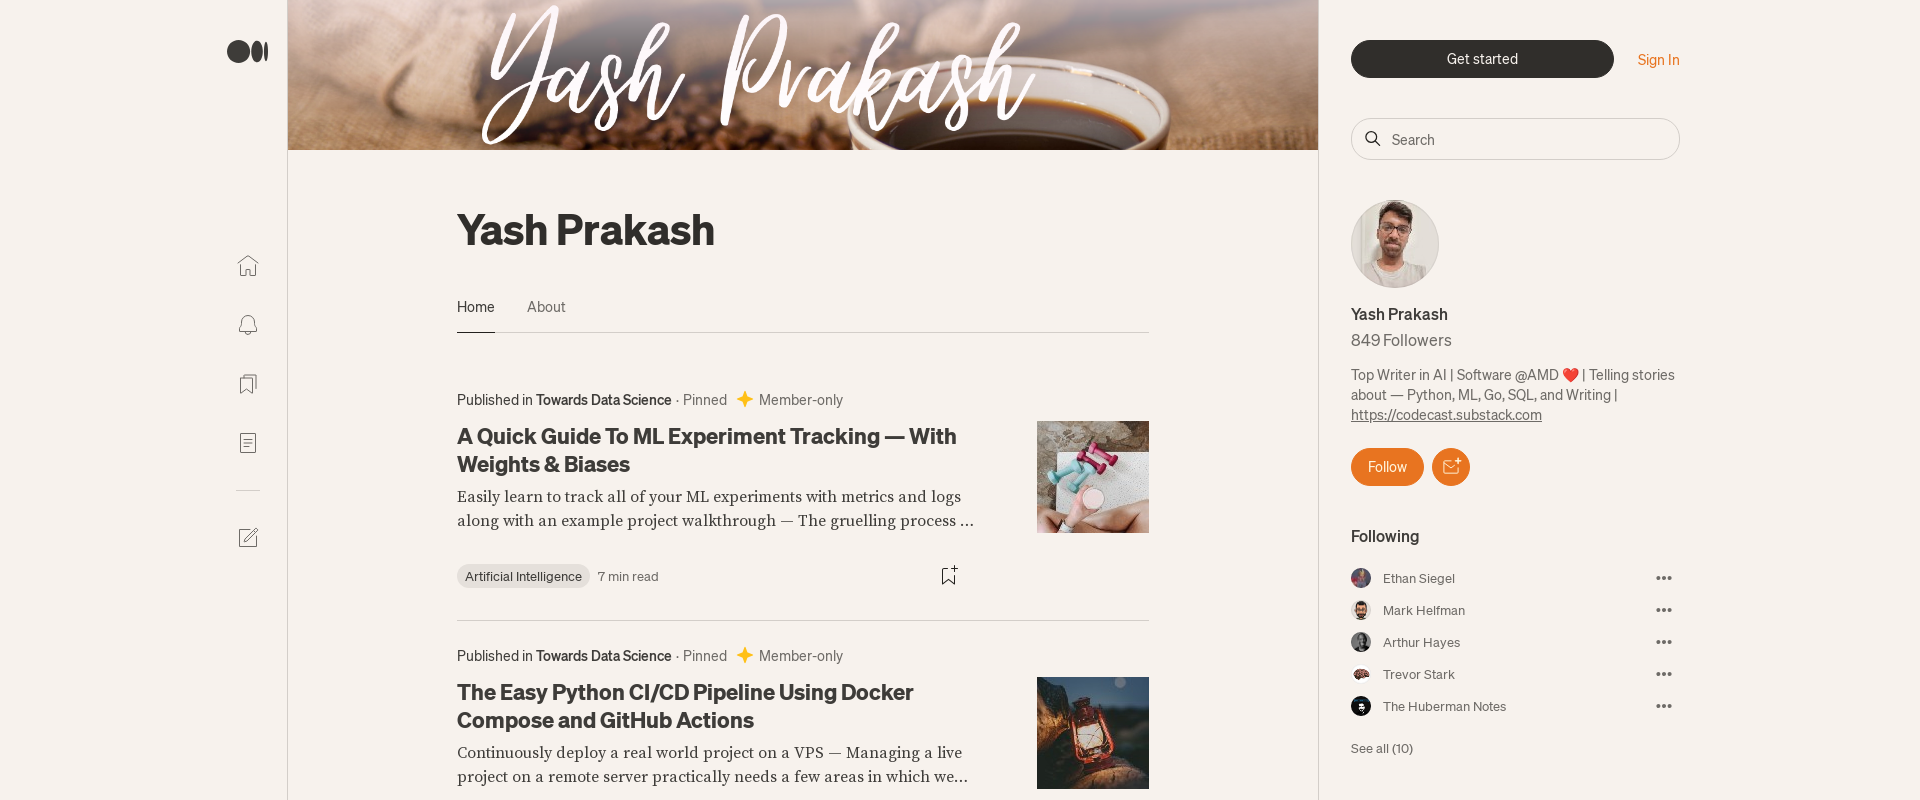 Yash Prakash
Yash Prakash
Home
About
Published in Towards Data Science · Pinned Member-only
A Quick Guide To ML Experiment Tracking — With
Weights & Biases
Easily learn to track all of your ML experiments with metrics and logs
along with an example project walkthrough — The gruelling process …
Artificial Intelligence
7 min read
Published in Towards Data Science · Pinned Member-only
The Easy Python CI/CD Pipeline Using Docker
Compose and GitHub Actions
Continuously deploy a real world project on a VPS — Managing a live
project on a remote server practically needs a few areas in which we…
Get started
Sign In
Search
Yash Prakash
849 Followers
Top Writer in AI | Software @AMD ❤️ | Telling stories
about — Python, ML, Go, SQL, and Writing |
https://codecast.substack.com
Follow
Following
Ethan Siegel
Mark Helfman
Arthur Hayes
Trevor Stark
The Huberman Notes
See all (10)